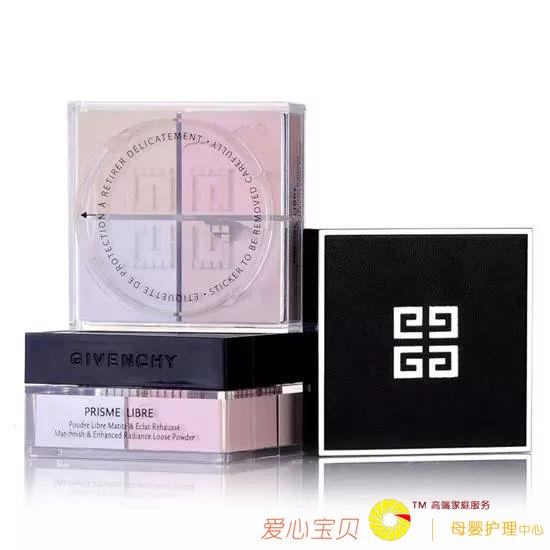 ÉTIQUETTE DE PROTECTION À RETIRER DÉLICATEMENT • STICKER TO BE REMOVED CAREFULLY •
GIVENCHY
PRISME LIBRE
Poudre Libre Matité & Eclat Rehaussé
Mat-finish & Enhanced Radiance Loose Powder
爱心宝贝
TM 高端家庭服务
母婴护理中心